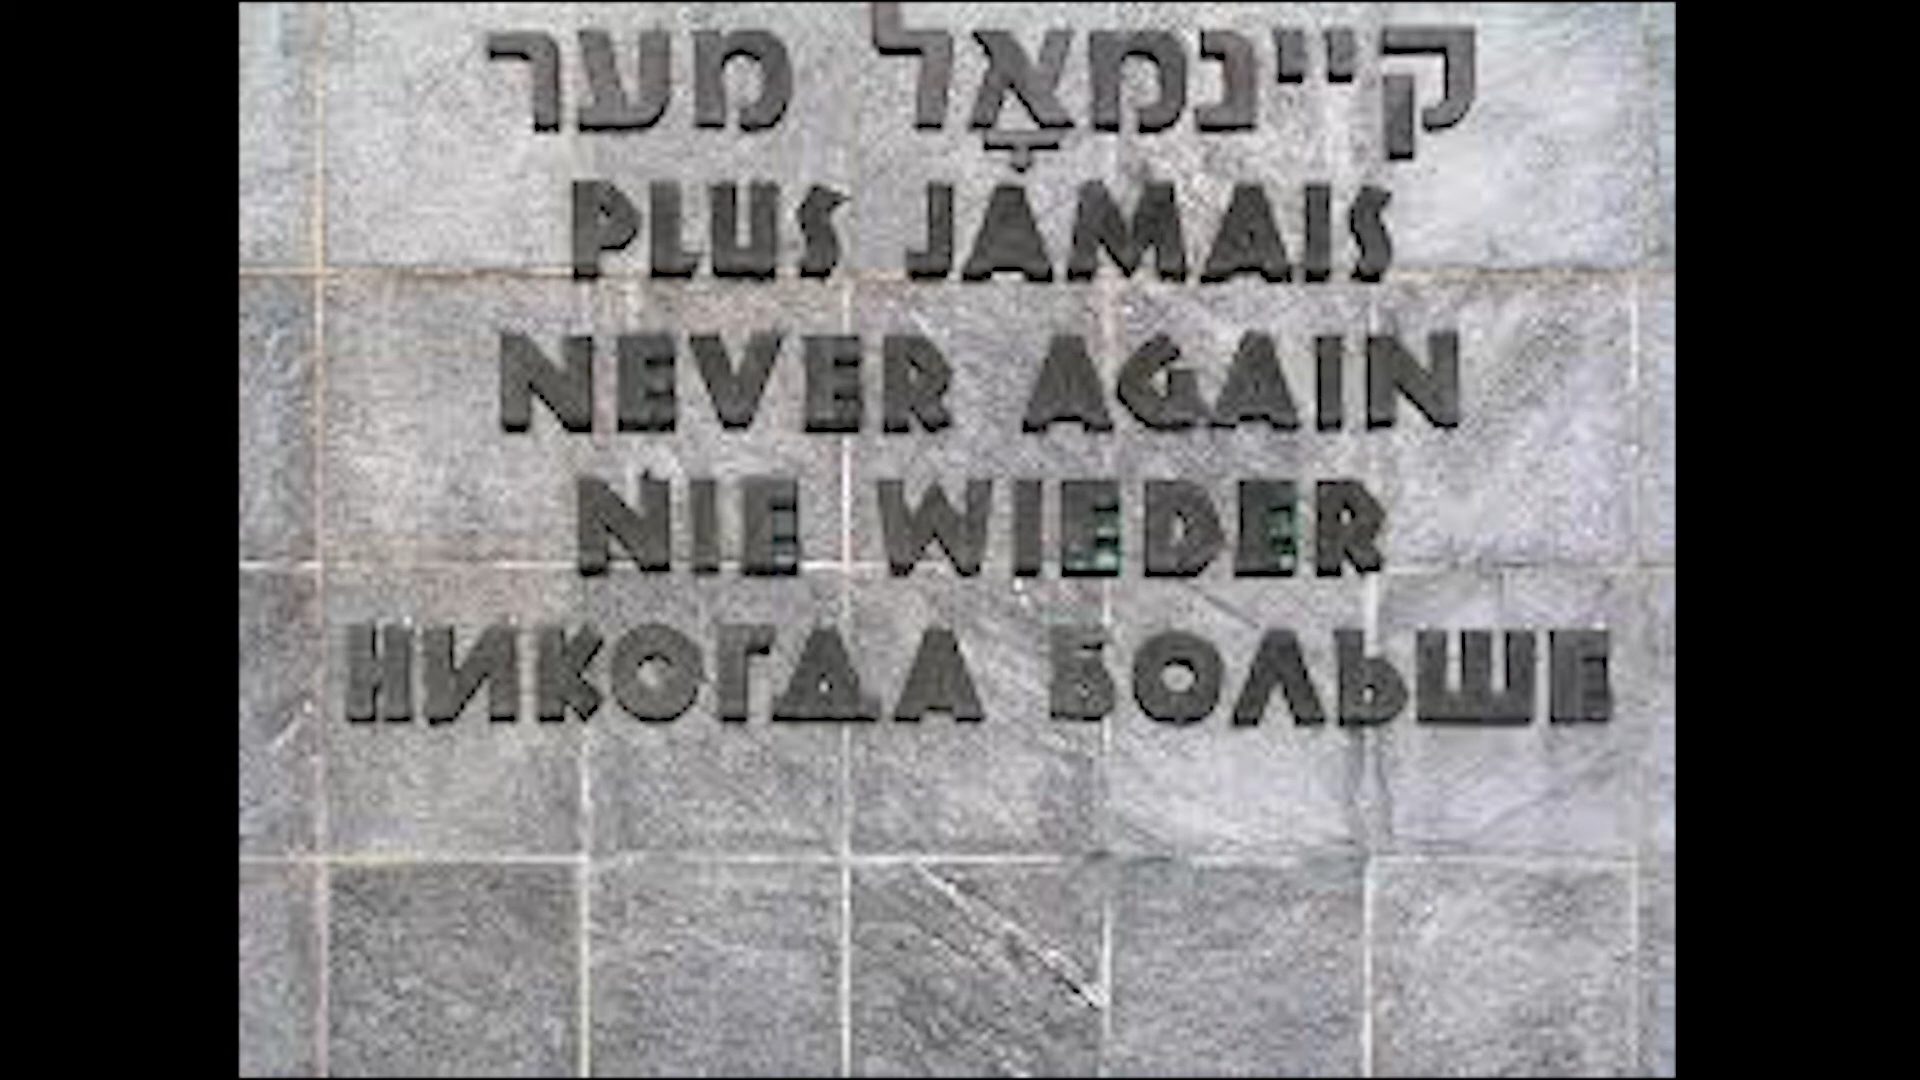 קיינמאָל מער
PLUS JAMAIS
NEVER AGAIN
NIE WIEDER
НИКОГДА БОЛЬШЕ